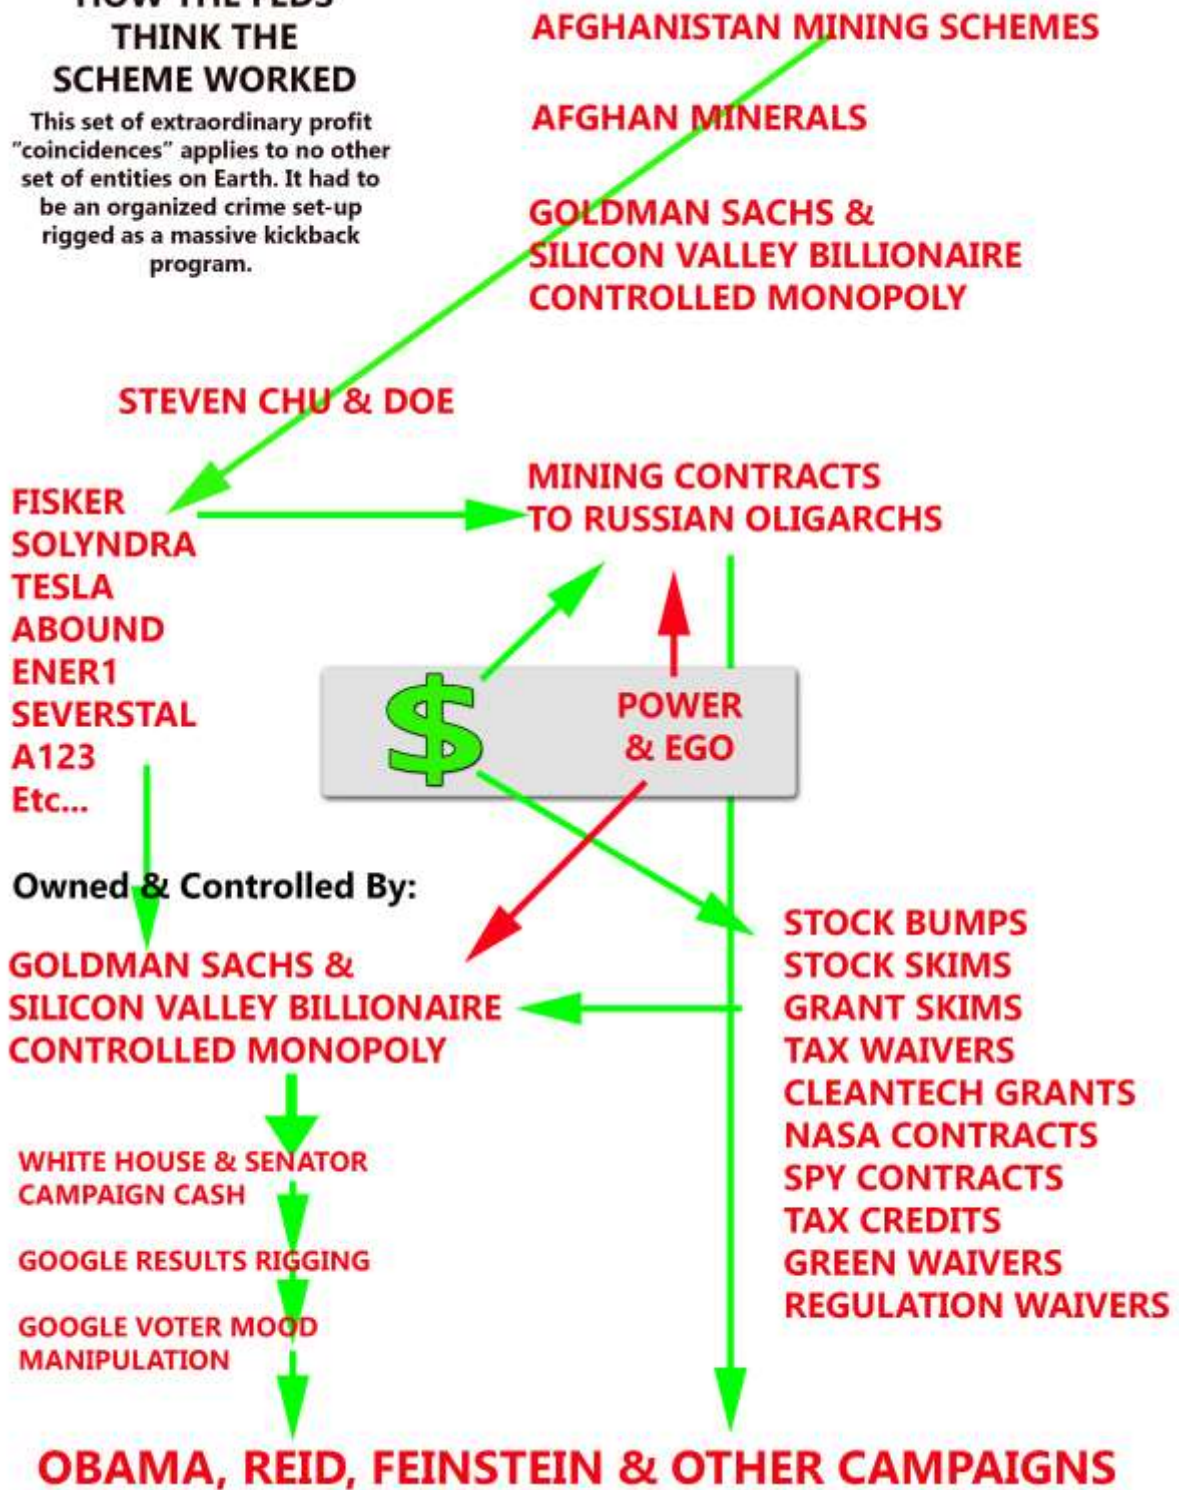 HOW THE FEDS
THINK THE
SCHEME WORKED
This set of extraordinary profit
"coincidences" applies to no other
set of entities on Earth. It had to
be an organized crime set-up
rigged as a massive kickback
program.
AFGHANISTAN MINING SCHEMES
AFGHAN MINERALS
GOLDMAN SACHS &
SILICON VALLEY BILLIONAIRE
CONTROLLED MONOPOLY
STEVEN CHU & DOE
FISKER
SOLYNDRA
TESLA
ABOUND
ENER1
SEVERSTAL
A123
Etc...
MINING CONTRACTS
TO RUSSIAN OLIGARCHS
$
POWER
& EGO
Owned & Controlled By:
GOLDMAN SACHS &
SILICON VALLEY BILLIONAIRE
CONTROLLED MONOPOLY
STOCK BUMPS
STOCK SKIMS
GRANT SKIMS
TAX WAIVERS
CLEANTECH GRANTS
NASA CONTRACTS
SPY CONTRACTS
TAX CREDITS
GREEN WAIVERS
REGULATION WAIVERS
WHITE HOUSE & SENATOR
CAMPAIGN CASH
GOOGLE RESULTS RIGGING
GOOGLE VOTER MOOD
MANIPULATION
OBAMA, REID, FEINSTEIN & OTHER CAMPAIGNS